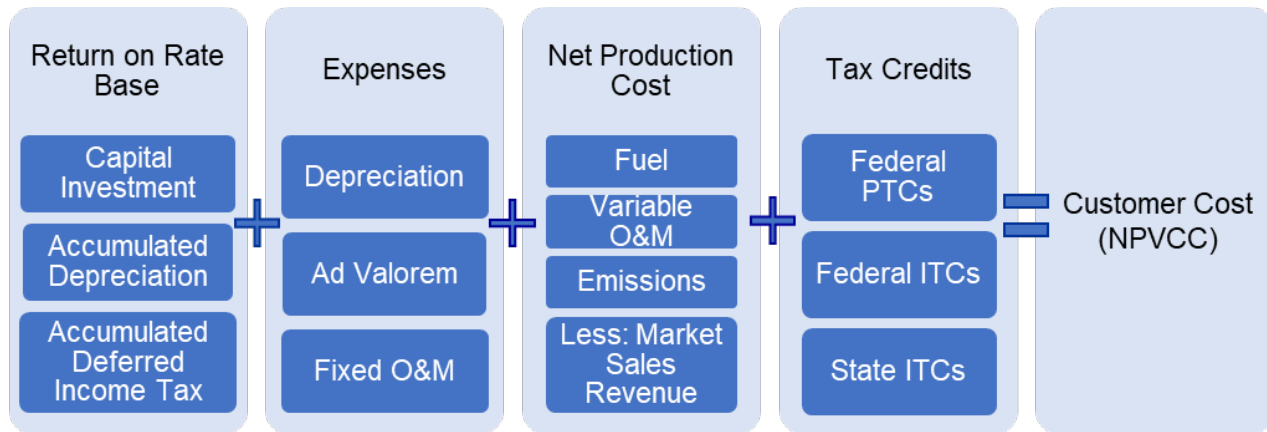 Return on Rate
Base
Capital
Investment
Accumulated
Depreciation
Accumulated
Deferred
Income Tax
Expenses
Depreciation
Ad Valorem
Fixed O&M
Net Production
Cost
Fuel
Variable
O&M
Emissions
Less: Market
Sales
Revenue
Tax Credits
Federal
PTCs
Federal ITCs
State ITCs
Customer Cost
(NPVCC)